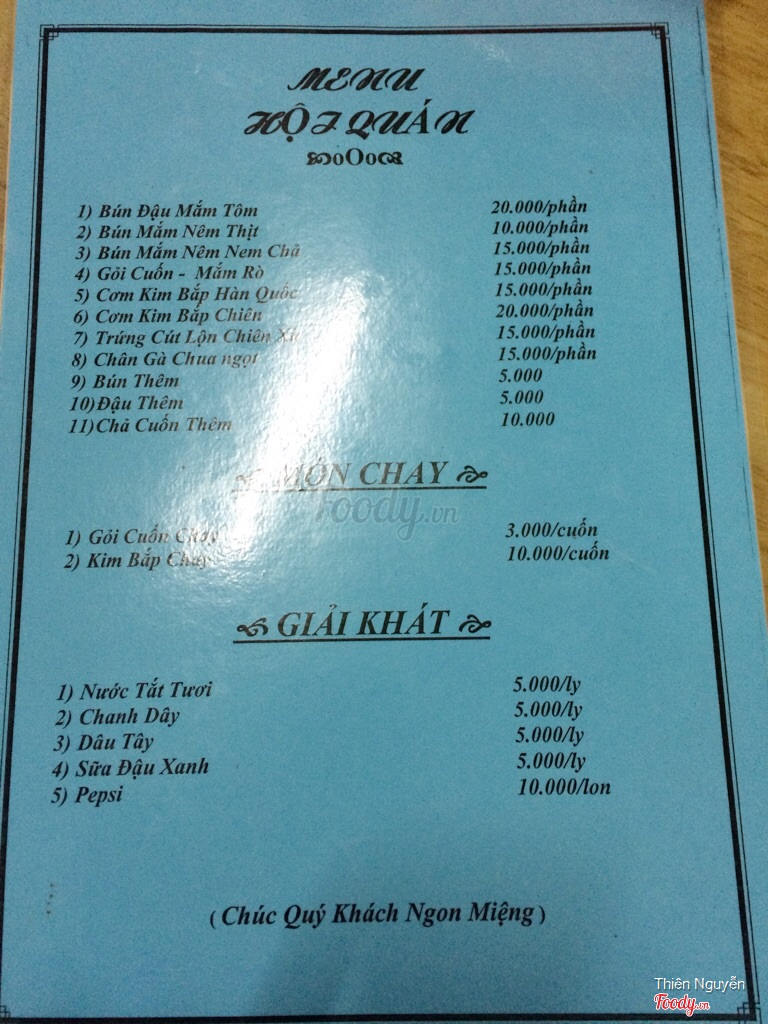 MENU
HỘI QUÁN
oOo
1) Bún Đậu Mắm Tôm 20.000/phần
2) Bún Mắm Nêm Thịt 10.000/phần
3) Bún Mắm Nêm Nem Chả 15.000/phần
4) Gỏi Cuốn - Mắm Rò 15.000/phần
5) Cơm Kim Bắp Hàn Quốc 15.000/phần
6) Cơm Kim Bắp Chiên 20.000/phần
7) Trứng Cút Lộn Chiên 15.000/phần
8) Chân Gà Chua ngọt 15.000/phần
9) Bún Thêm 5.000
10)Đậu Thêm 5.000
11)Chả Cuốn Thêm 10.000
MÓN CHAY
Foody.vn
1) Gỏi Cuốn Chay 3.000/cuốn
2) Kim Bắp Chay 10.000/cuốn
GIẢI KHÁT
1) Nước Tắt Tươi 5.000/ly
2) Chanh Dây 5.000/ly
3) Dâu Tây 5.000/ly
4) Sữa Đậu Xanh 5.000/ly
5) Pepsi 10.000/lon
( Chúc Quý Khách Ngon Miệng )
Thiên Nguyễn
Foody.vn